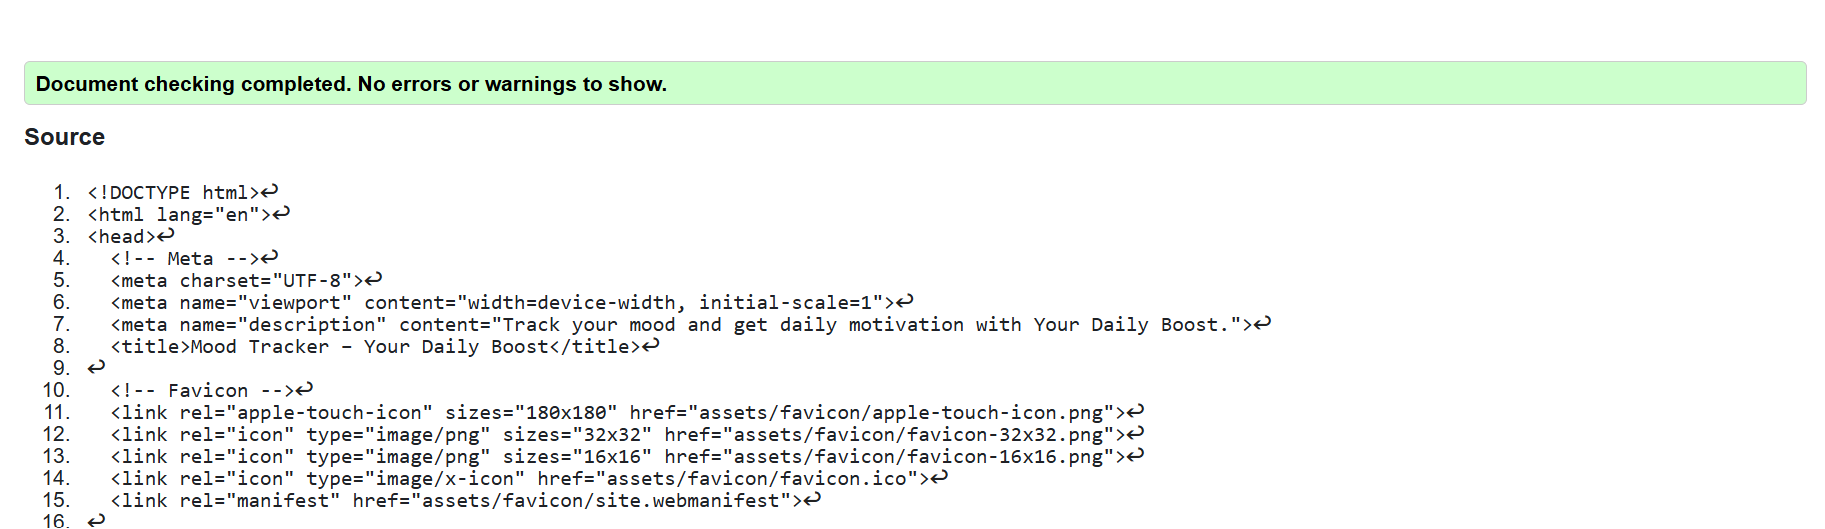 Document checking completed. No errors or warnings to show.
Source
1. <!DOCTYPE html>↩
2. <html lang="en">↩
3. <head>↩
4.   <!-- Meta -->↩
5.   <meta charset="UTF-8">↩
6.   <meta name="viewport" content="width=device-width, initial-scale=1">↩
7.   <meta name="description" content="Track your mood and get daily motivation with Your Daily Boost.">↩
8.   <title>Mood Tracker – Your Daily Boost</title>↩
9. ↩
10.   <!-- Favicon -->↩
11.   <link rel="apple-touch-icon" sizes="180x180" href="assets/favicon/apple-touch-icon.png">↩
12.   <link rel="icon" type="image/png" sizes="32x32" href="assets/favicon/favicon-32x32.png">↩
13.   <link rel="icon" type="image/png" sizes="16x16" href="assets/favicon/favicon-16x16.png">↩
14.   <link rel="icon" type="image/x-icon" href="assets/favicon/favicon.ico">↩
15.   <link rel="manifest" href="assets/favicon/site.webmanifest">↩
16. ↩